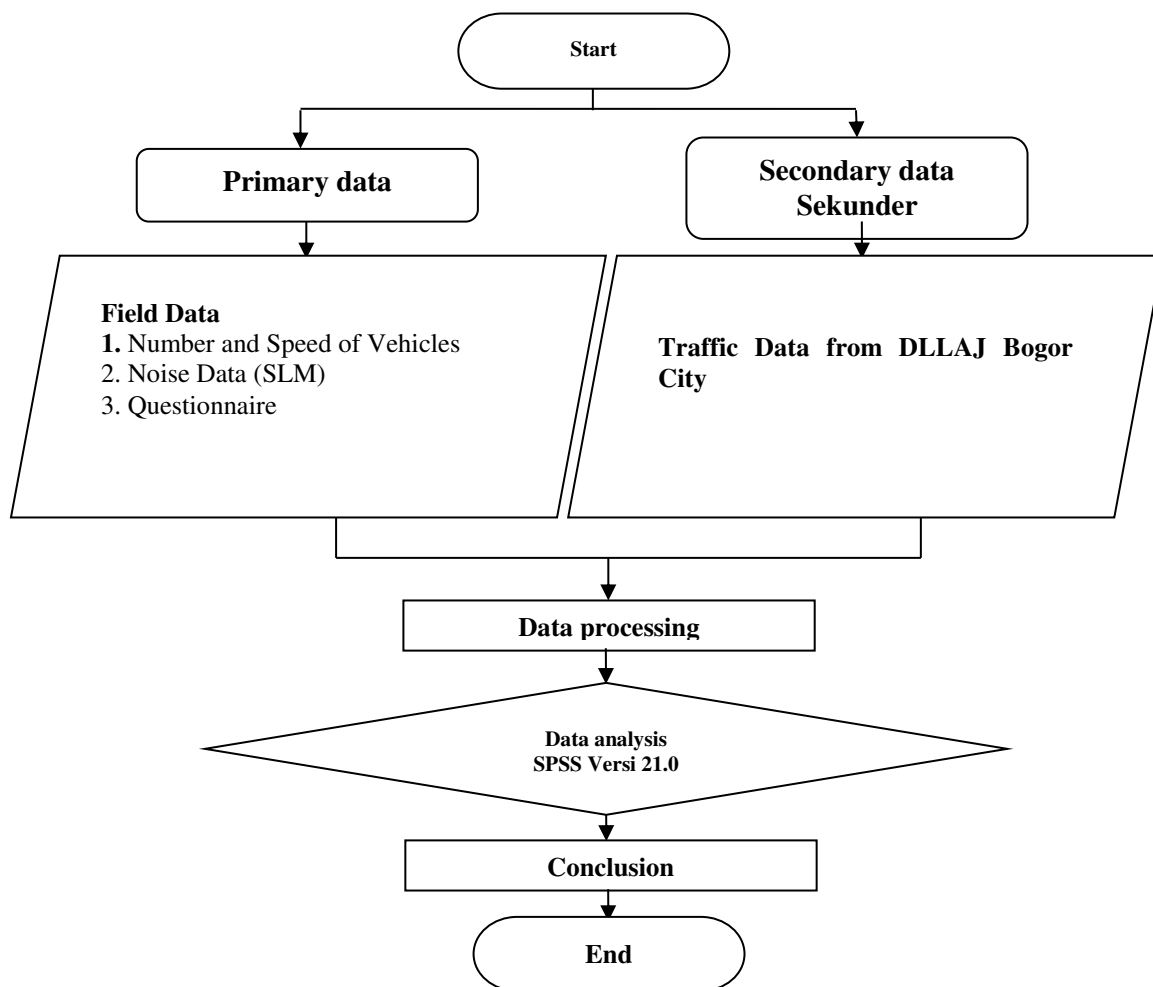 Start
Primary data
Secondary data
Sekunder
Field Data
1. Number and Speed of Vehicles
2. Noise Data (SLM)
3. Questionnaire
Traffic Data from DLLAJ Bogor
City
Data processing
Data analysis
SPSS Versi 21.0
Conclusion
End